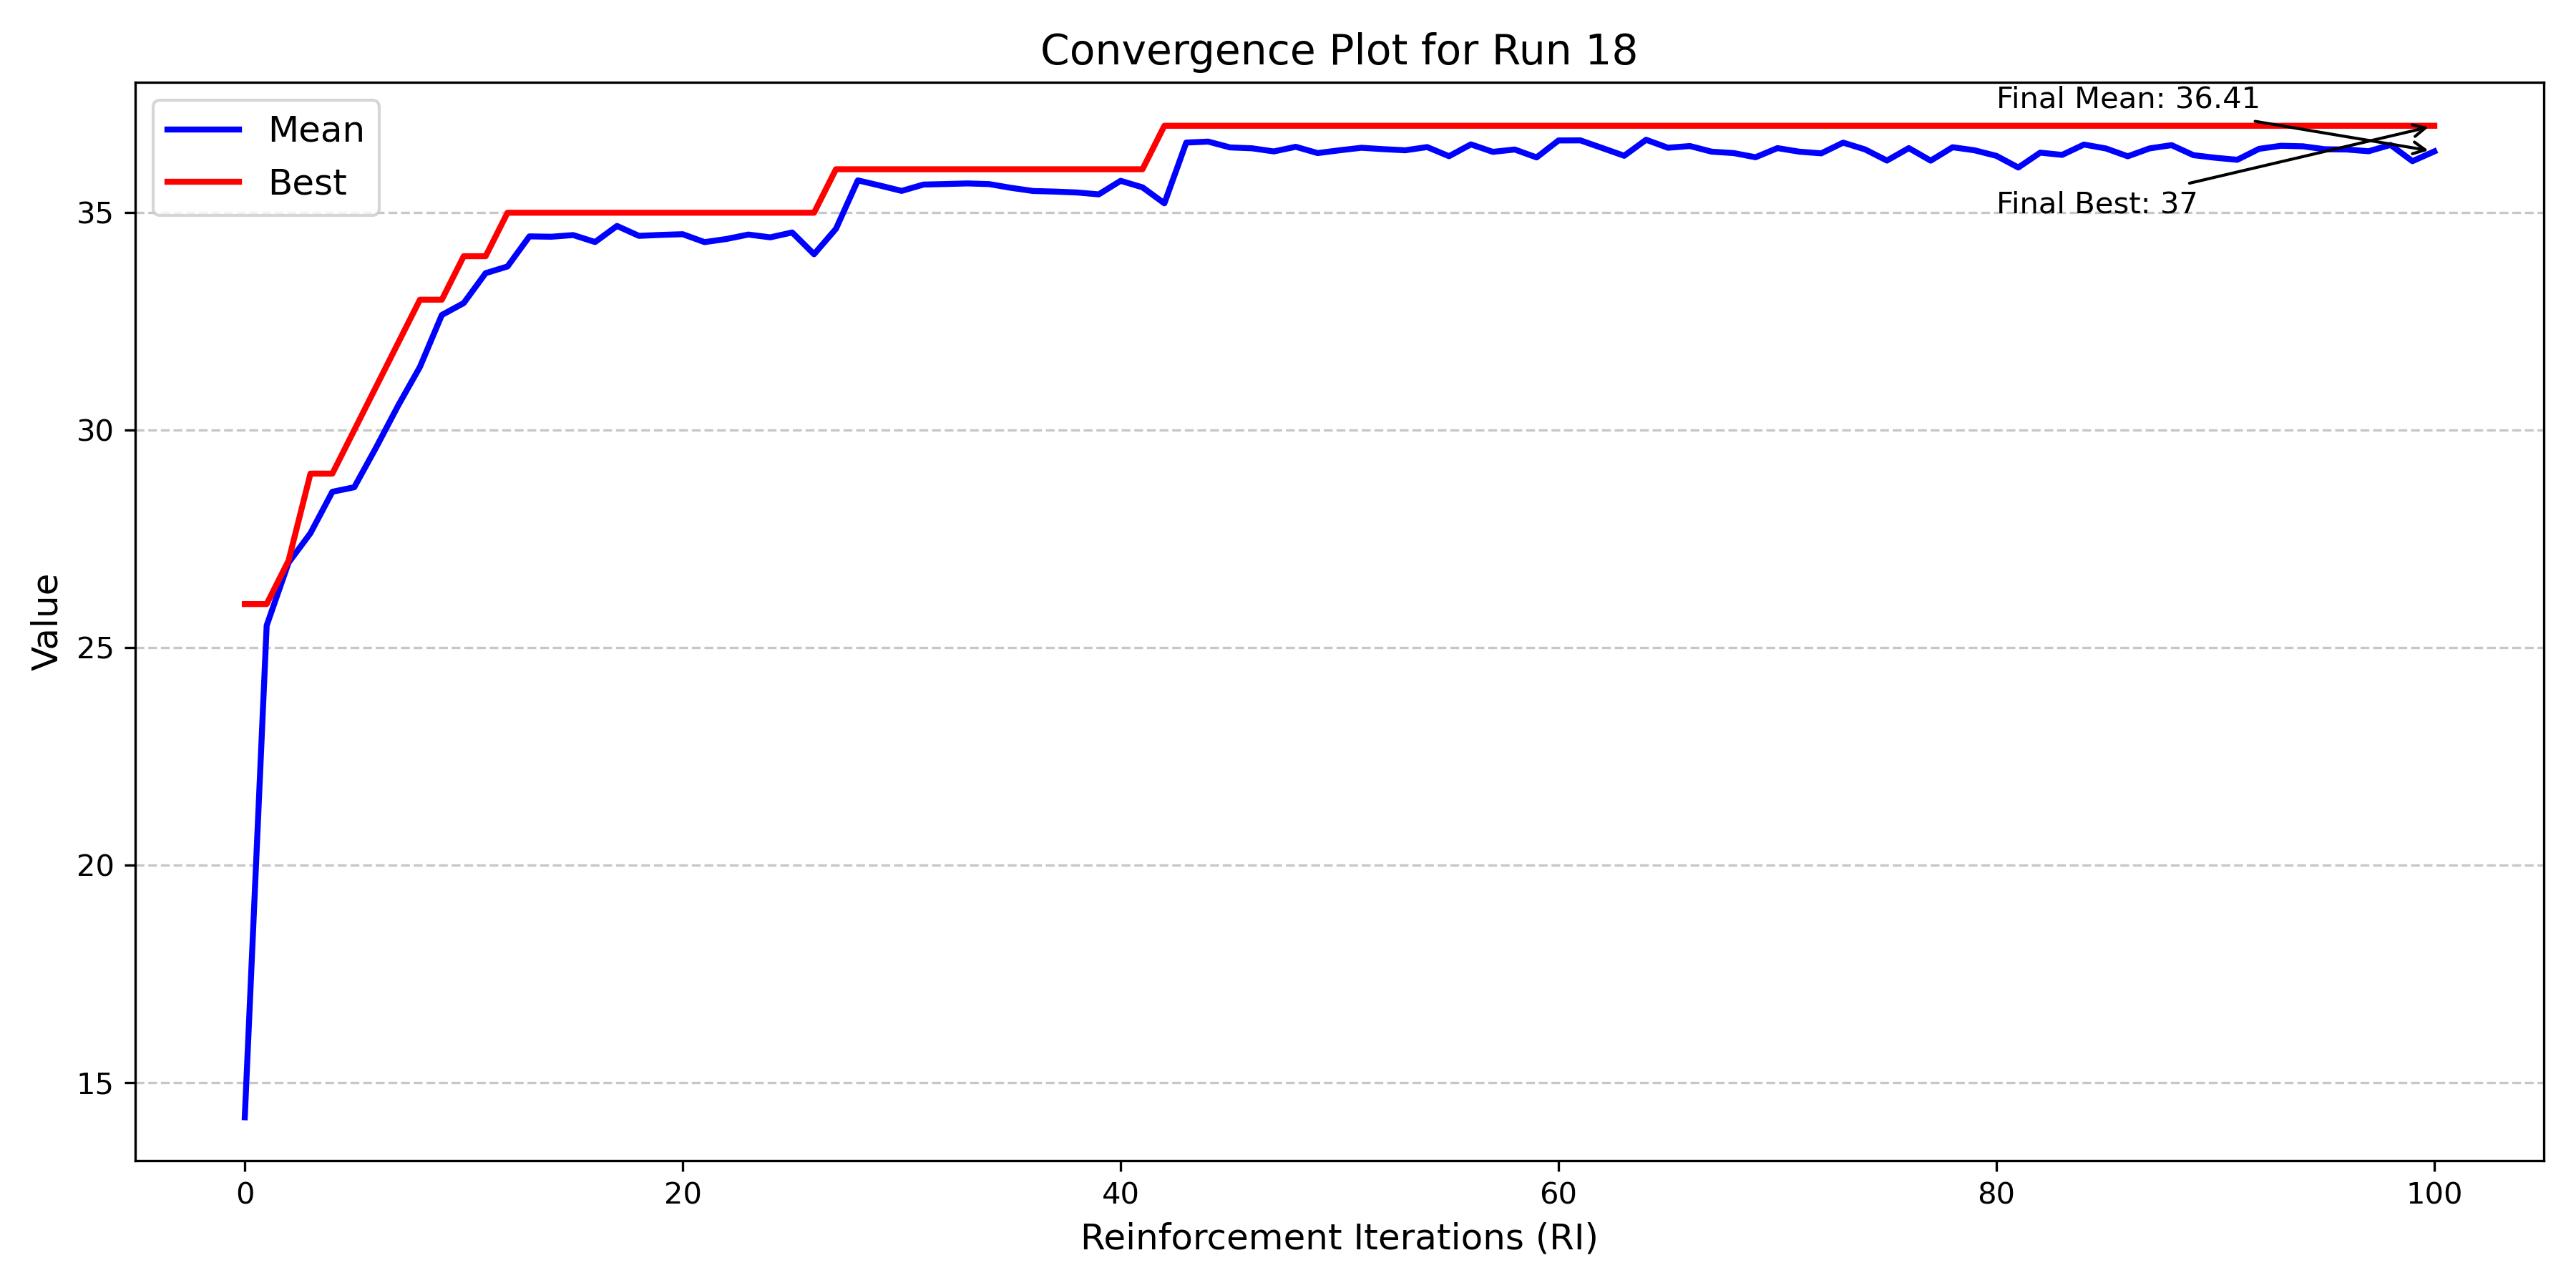 Convergence Plot for Run 18
Mean
Best
Final Mean: 36.41
Final Best: 37
35
30
25
20
15
Value
0 20 40 60 80 100
Reinforcement Iterations (RI)